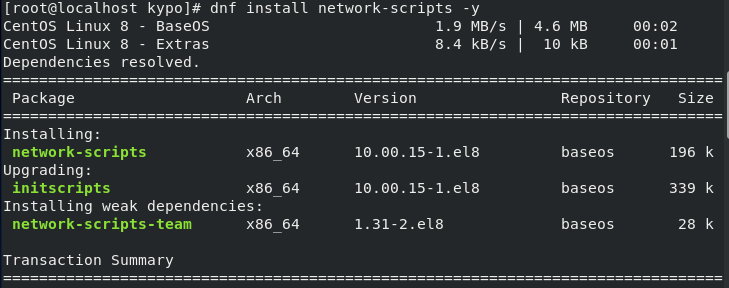 [root@localhost kypo]# dnf install network-scripts -y
CentOS Linux 8 - BaseOS                         1.9 MB/s | 4.6 MB     00:02
CentOS Linux 8 - Extras                         8.4 kB/s |  10 kB     00:01
Dependencies resolved.
================================================================================
 Package                   Arch        Version                Repository   Size
================================================================================
Installing:
 network-scripts           x86_64      10.00.15-1.el8         baseos      196 k
Upgrading:
 initscripts               x86_64      10.00.15-1.el8         baseos      339 k
Installing weak dependencies:
 network-scripts-team      x86_64      1.31-2.el8             baseos       28 k

Transaction Summary
================================================================================